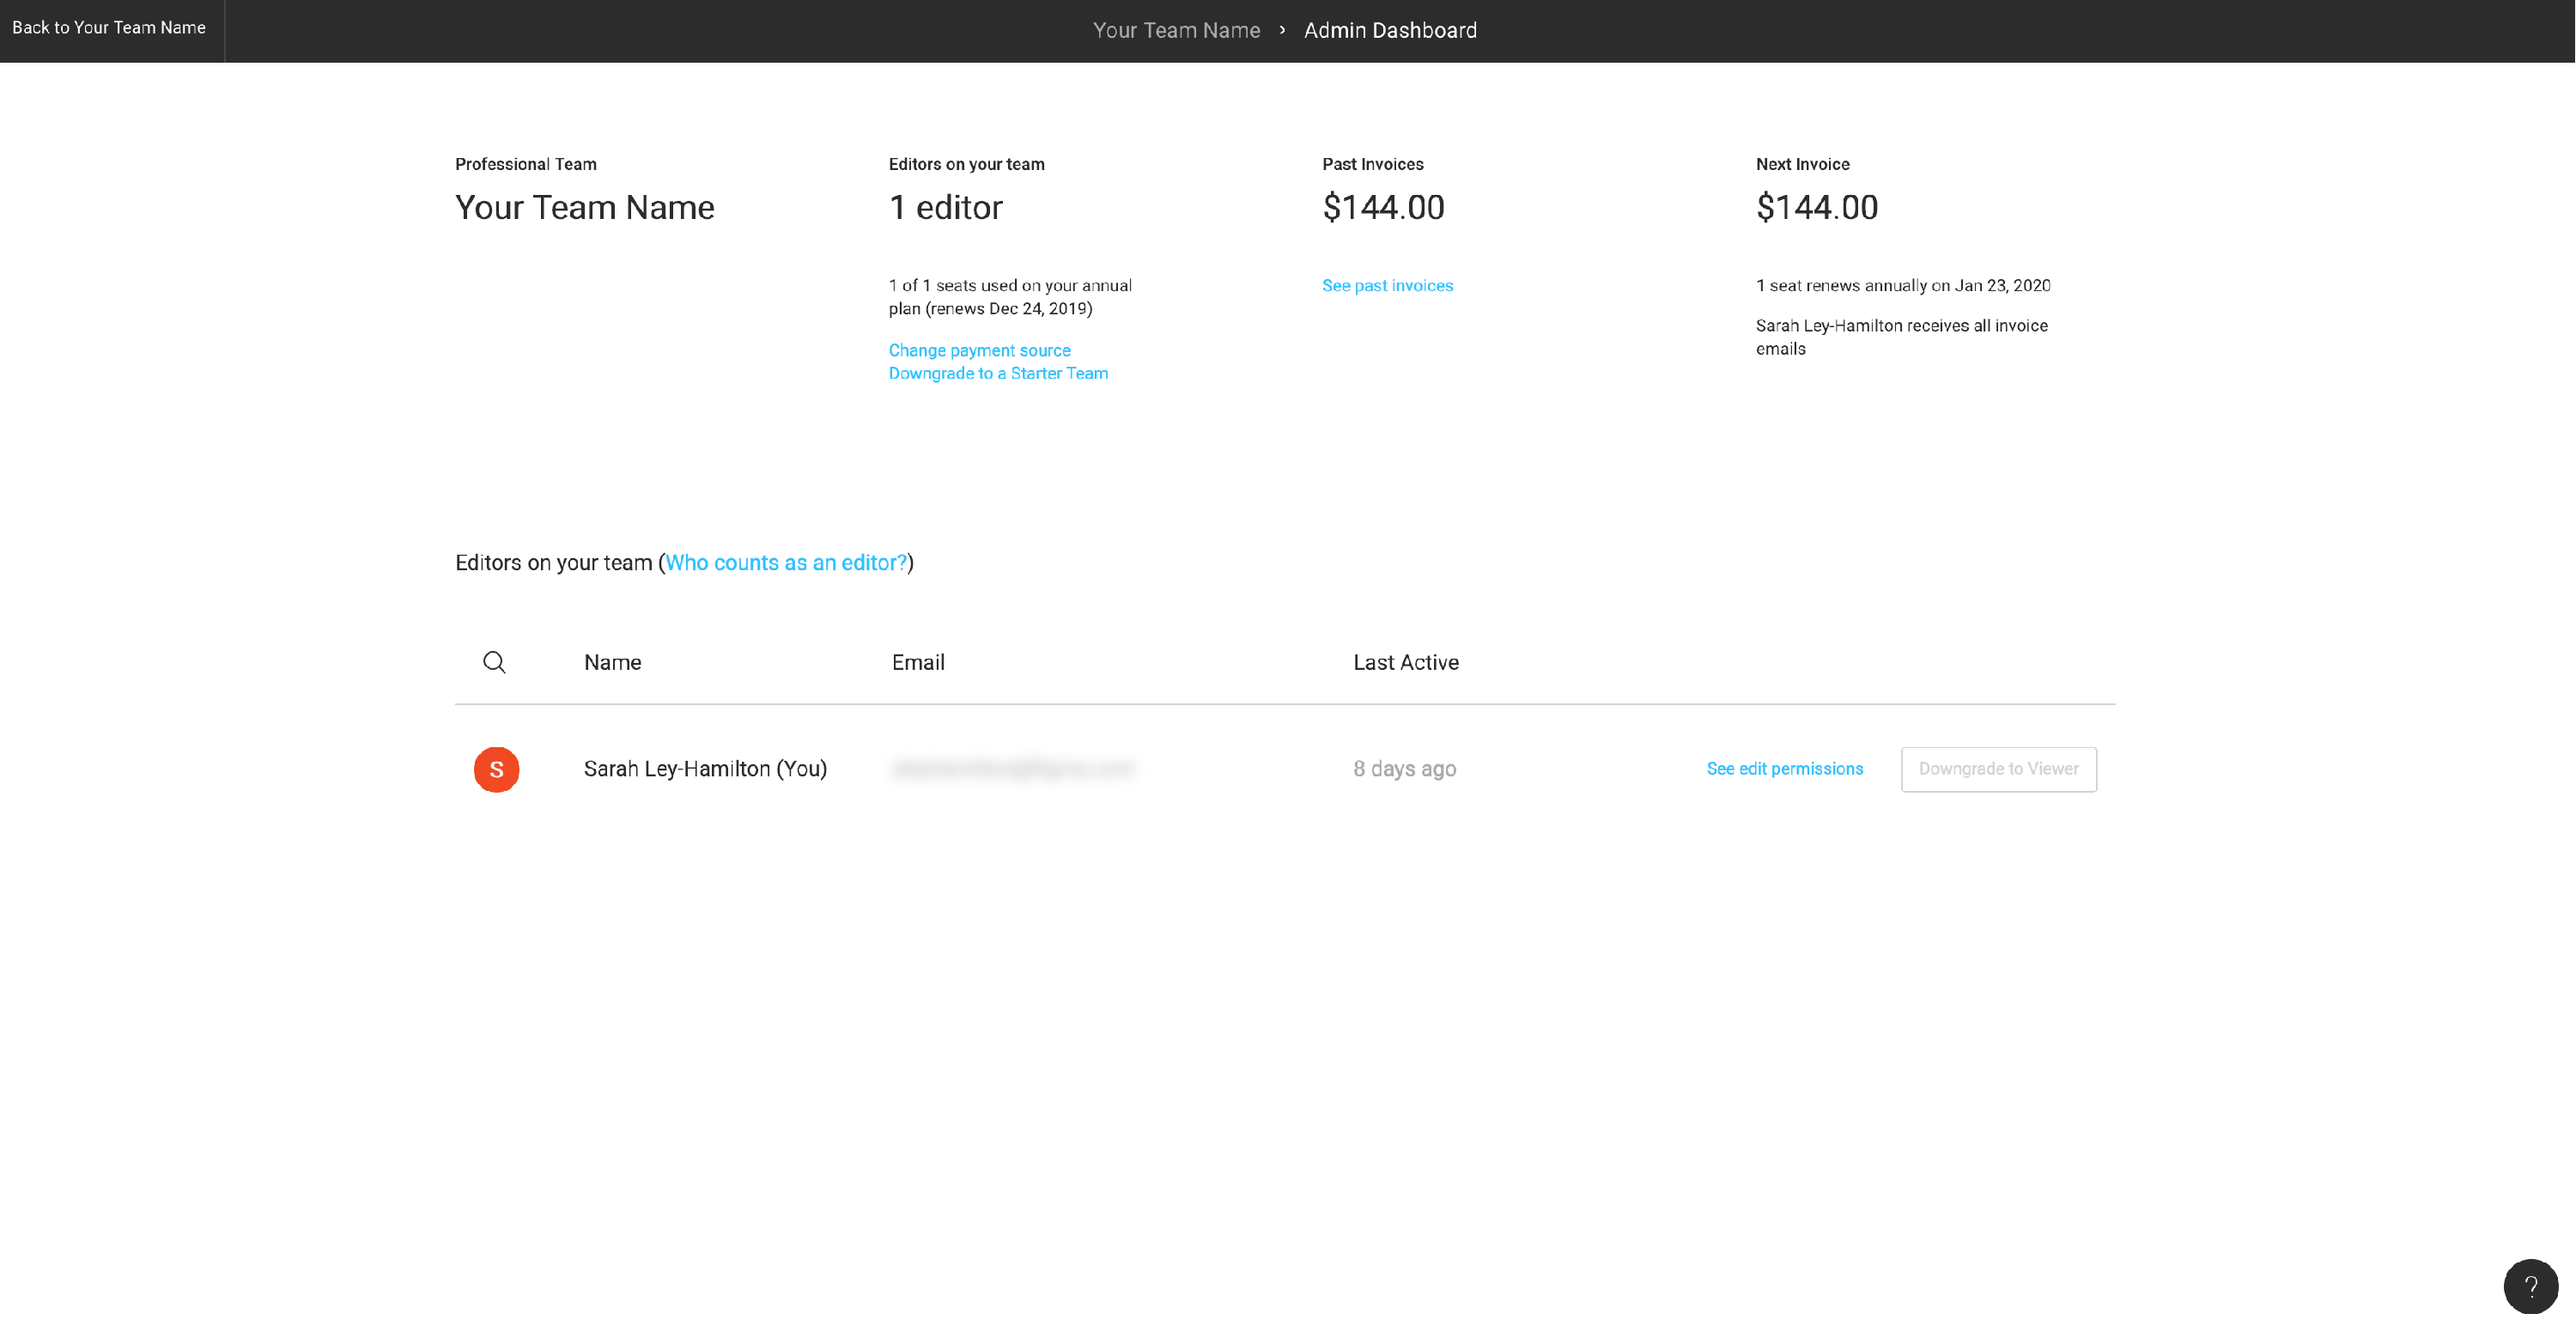 Back to Your Team Name
Your Team Name › Admin Dashboard
Professional Team
Your Team Name
Editors on your team
1 editor
1 of 1 seats used on your annual
plan (renews Dec 24, 2019)
Change payment source
Downgrade to a Starter Team
Past Invoices
$144.00
See past invoices
Next Invoice
$144.00
1 seat renews annually on Jan 23, 2020
Sarah Ley-Hamilton receives all invoice
emails
Editors on your team (Who counts as an editor?)
Name Email Last Active
S Sarah Ley-Hamilton (You) 8 days ago See edit permissions Downgrade to Viewer
?